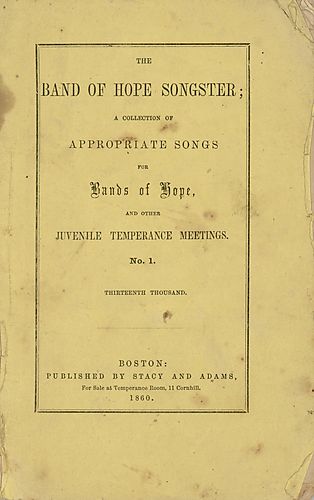 THE
BAND OF HOPE SONGSTER;
A COLLECTION OF
APPROPRIATE SONGS
FOR
Bands of Hope,
AND OTHER
JUVENILE TEMPERANCE MEETINGS.
No. 1.
THIRTEENTH THOUSAND.
BOSTON:
PUBLISHED BY STACY AND ADAMS,
For Sale at Temperance Room, 11 Cornhill.
1860.